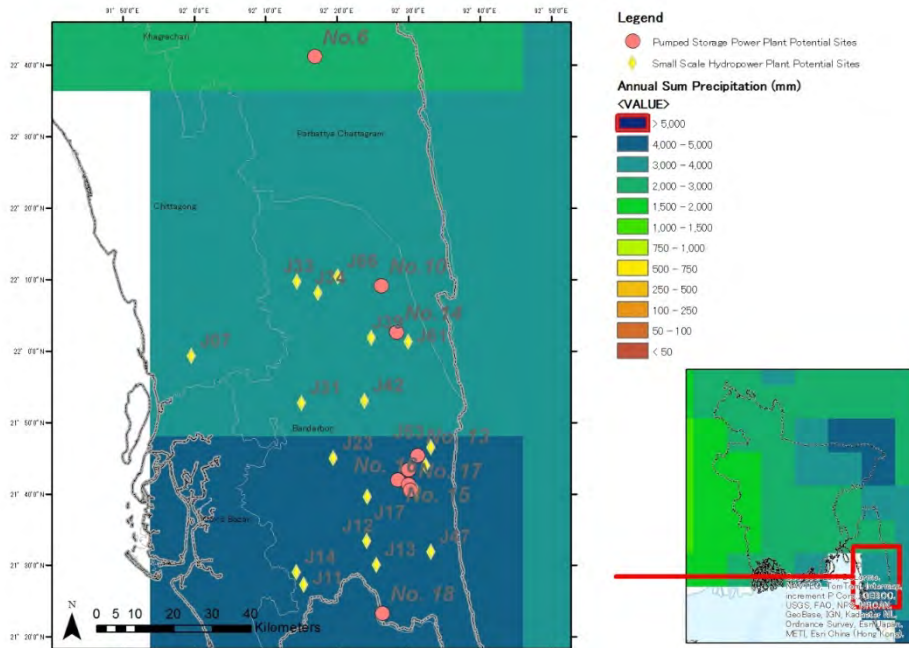 91° 50'0"E 92° 0'0"E 92° 10'0"E 92° 20'0"E 92° 30'0"E 92° 40'0"E 92° 50'0"E
Khagrachari
No.6
22° 40'0"N
22° 30'0"N
Parbattya Chattagram
22° 20'0"N
Chittagong
22° 10'0"N
J33
J34
No.10
No.14
J41
22° 0'0"N
J31
J42
21° 50'0"N
Bandarbon
J23
No.13
No.17
21° 40'0"N
No.15
J17
J12
21° 30'0"N
J13
J47
J14
J11
No.18
21° 20'0"N
N
0 5 10 20 30 40
Kilometers
Legend
Pumped Storage Power Plant Potential Sites
Small Scale Hydropower Plant Potential Sites
Annual Sum Precipitation (mm)
<VALUE>
> 5,000
4,000 - 5,000
3,000 - 4,000
2,000 - 3,000
1,500 - 2,000
1,000 - 1,500
750 - 1,000
500 - 750
250 - 500
100 - 250
50 - 100
< 50
increment P Corp.
USGS, FAO, NPS,
GeoBase, IGN, Kadaster NL,
Ordnance Survey, Esri Japan,
METI, Esri China (Hong Kong),